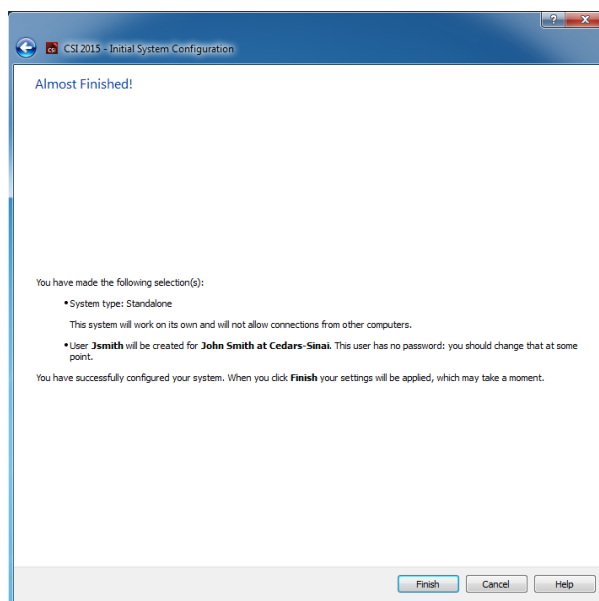 CSI 2015 - Initial System Configuration
Almost Finished!
You have made the following selection(s):
•System type: Standalone
This system will work on its own and will not allow connections from other computers.
•User Jsmith will be created for John Smith at Cedars-Sinai. This user has no password: you should change that at some
point.
You have successfully configured your system. When you click Finish your settings will be applied, which may take a moment.
Finish Cancel Help